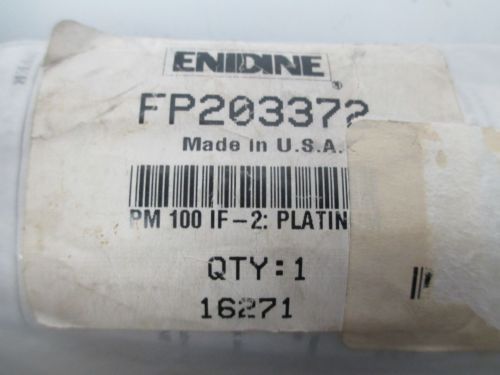 ENIDINE®
FP203372
Made in U.S.A.
PM 100 IF-2: PLATIN
QTY:1
16271